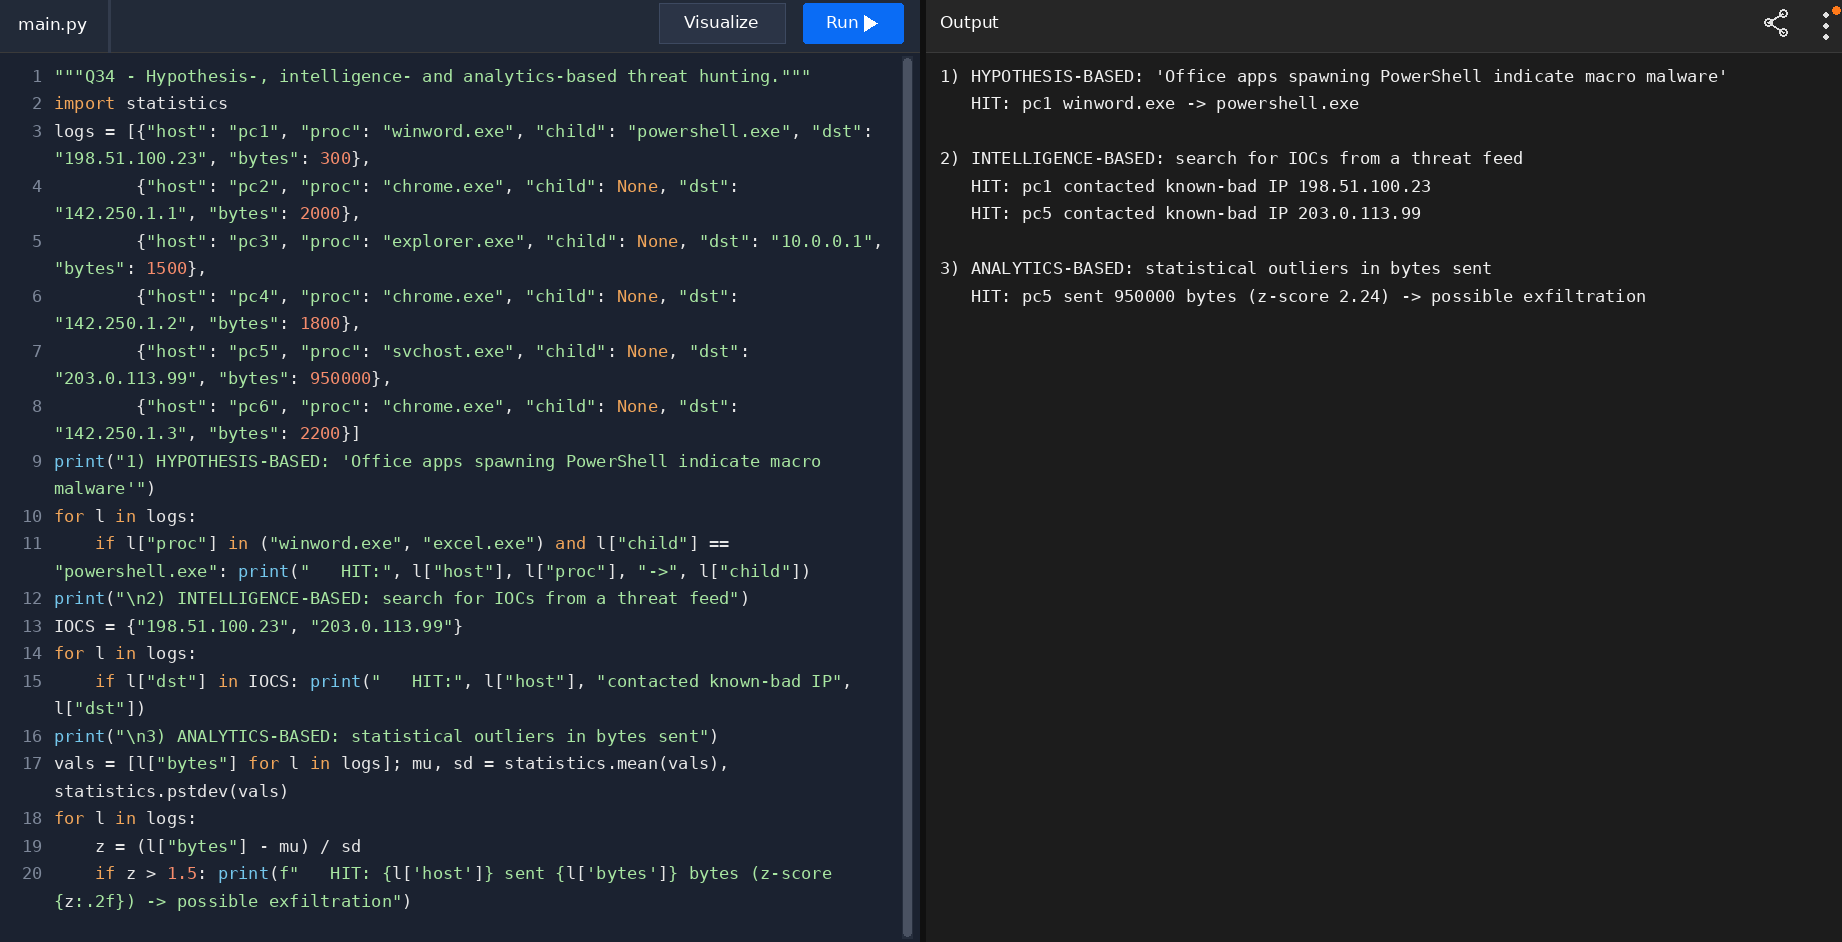 main.py
Visualize
Run
Output
1 """Q34 - Hypothesis-, intelligence- and analytics-based threat hunting."""
2 import statistics
3 logs = [{"host": "pc1", "proc": "winword.exe", "child": "powershell.exe", "dst":
"198.51.100.23", "bytes": 300},
4         {"host": "pc2", "proc": "chrome.exe", "child": None, "dst":
"142.250.1.1", "bytes": 2000},
5         {"host": "pc3", "proc": "explorer.exe", "child": None, "dst": "10.0.0.1",
"bytes": 1500},
6         {"host": "pc4", "proc": "chrome.exe", "child": None, "dst":
"142.250.1.2", "bytes": 1800},
7         {"host": "pc5", "proc": "svchost.exe", "child": None, "dst":
"203.0.113.99", "bytes": 950000},
8         {"host": "pc6", "proc": "chrome.exe", "child": None, "dst":
"142.250.1.3", "bytes": 2200}]
9 print("1) HYPOTHESIS-BASED: 'Office apps spawning PowerShell indicate macro
malware'")
10 for l in logs:
11     if l["proc"] in ("winword.exe", "excel.exe") and l["child"] ==
"powershell.exe": print("   HIT:", l["host"], l["proc"], "->", l["child"])
12 print("\n2) INTELLIGENCE-BASED: search for IOCs from a threat feed")
13 IOCS = {"198.51.100.23", "203.0.113.99"}
14 for l in logs:
15     if l["dst"] in IOCS: print("   HIT:", l["host"], "contacted known-bad IP",
l["dst"])
16 print("\n3) ANALYTICS-BASED: statistical outliers in bytes sent")
17 vals = [l["bytes"] for l in logs]; mu, sd = statistics.mean(vals),
statistics.pstdev(vals)
18 for l in logs:
19     z = (l["bytes"] - mu) / sd
20     if z > 1.5: print(f"   HIT: {l['host']} sent {l['bytes']} bytes (z-score
{z:.2f}) -> possible exfiltration")
1) HYPOTHESIS-BASED: 'Office apps spawning PowerShell indicate macro malware'
   HIT: pc1 winword.exe -> powershell.exe
2) INTELLIGENCE-BASED: search for IOCs from a threat feed
   HIT: pc1 contacted known-bad IP 198.51.100.23
   HIT: pc5 contacted known-bad IP 203.0.113.99
3) ANALYTICS-BASED: statistical outliers in bytes sent
   HIT: pc5 sent 950000 bytes (z-score 2.24) -> possible exfiltration